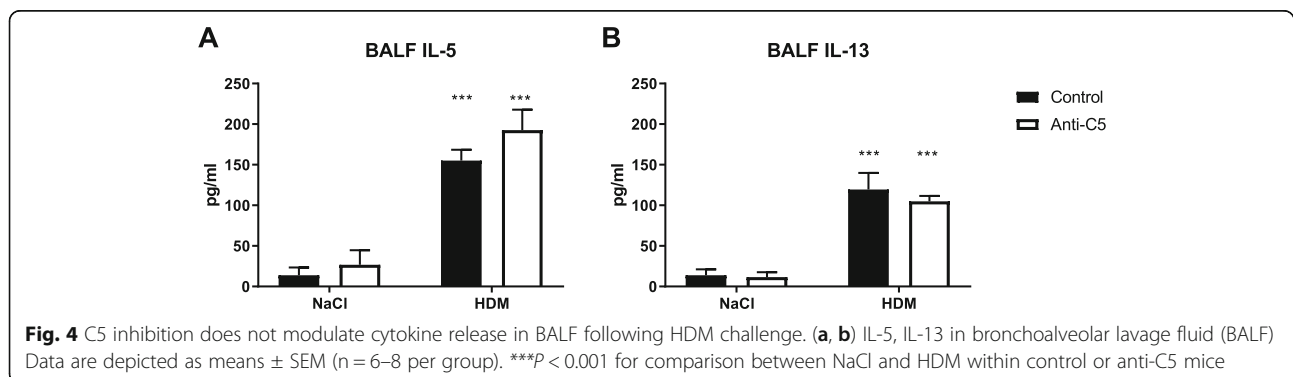 A
BALF IL-5
250
200
150
100
50
0
pg/ml
*** ***
NaCl HDM
B
BALF IL-13
250
200
150
100
50
0
pg/ml
*** ***
NaCl HDM
Control
Anti-C5
Fig. 4 C5 inhibition does not modulate cytokine release in BALF following HDM challenge. (a, b) IL-5, IL-13 in bronchoalveolar lavage fluid (BALF)
Data are depicted as means ± SEM (n = 6–8 per group). ***P < 0.001 for comparison between NaCl and HDM within control or anti-C5 mice